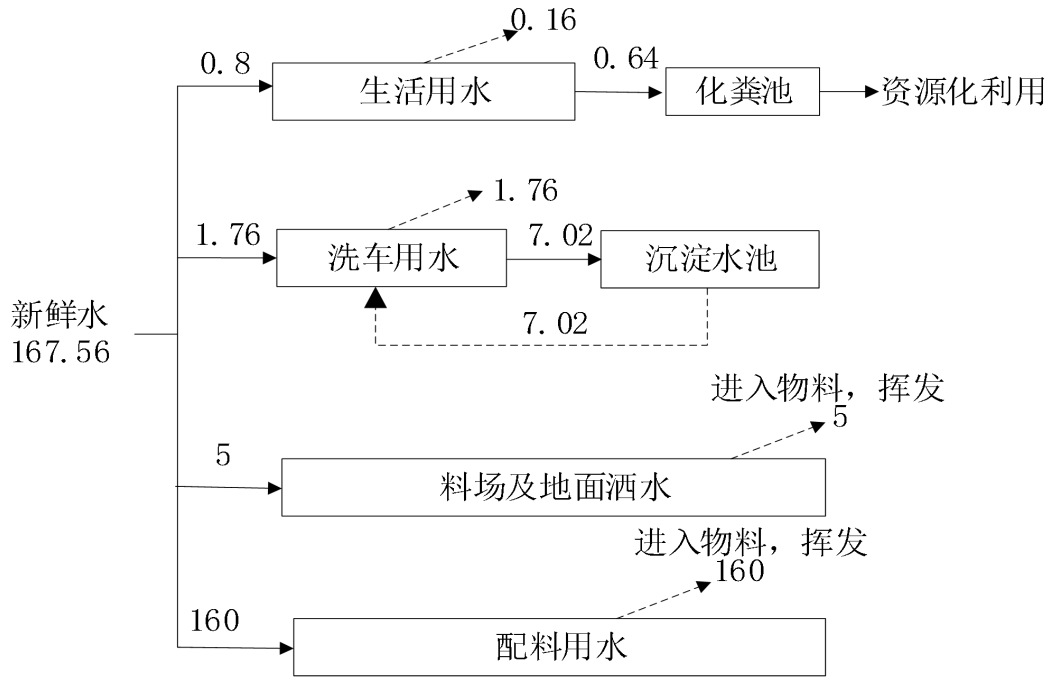 0.16
0.8
生活用水
0.64
化粪池
资源化利用
1.76
1.76
洗车用水
7.02
沉淀水池
7.02
新鲜水
167.56
进入物料，挥发
5
5
料场及地面洒水
进入物料，挥发
160
160
配料用水